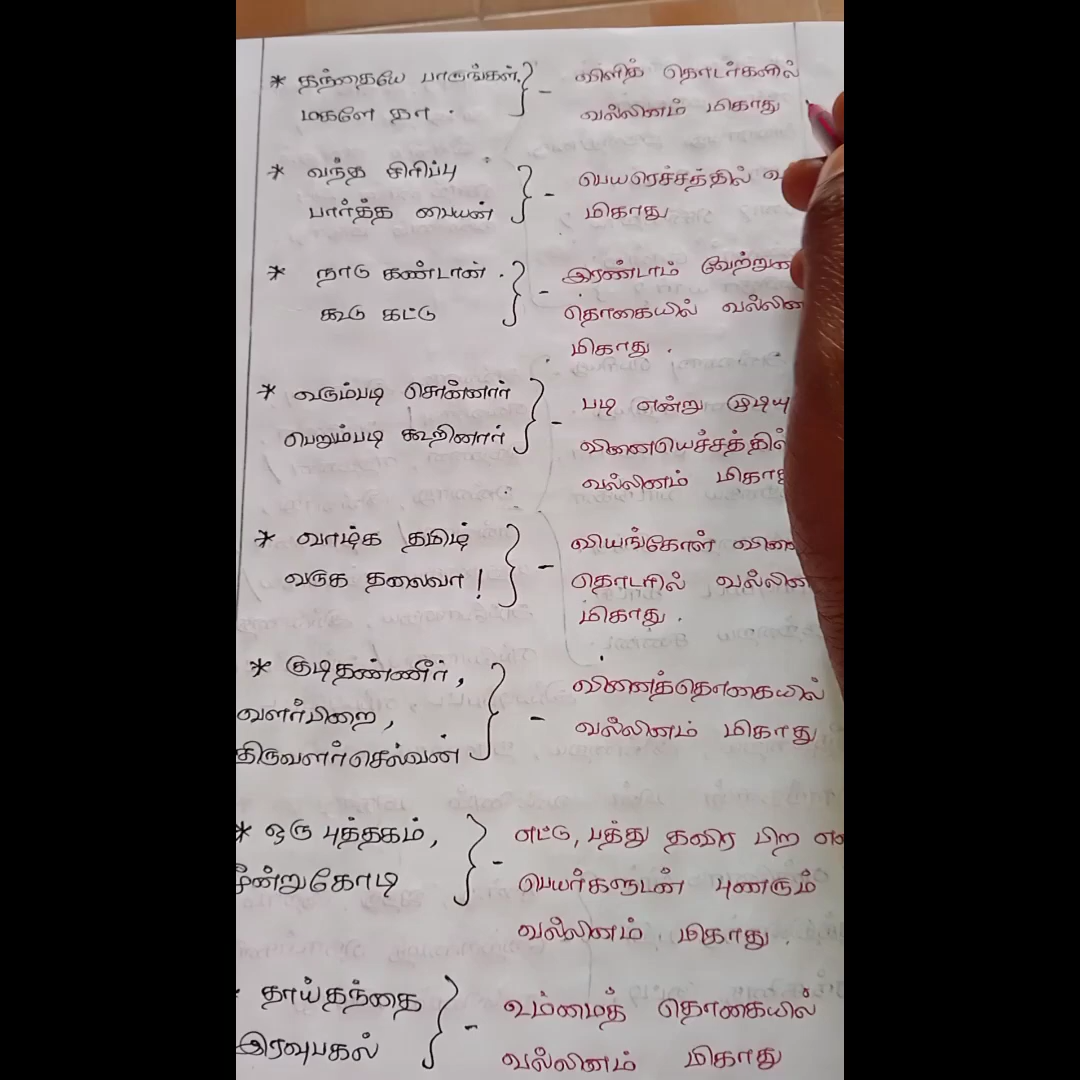 * தந்தையே பாருங்கள். } - விளித் தொடர்களில்
மகளே தா . வல்லினம் மிகாது
* வந்த சிரிப்பு } - பெயரெச்சத்தில் வ
பார்த்த பையன் மிகாது
* நாடு கண்டான் . } - இரண்டாம் வேற்றுமை
கூடு கட்டு தொகையில் வல்லின
மிகாது .
* வரும்படி சொன்னார் } - படி என்று முடியு
பெறும்படி கூறினார் வினையெச்சத்தில்
வல்லினம் மிகாது
* வாழ்க தமிழ் } - வியங்கோள் வினை
வருக தலைவா ! தொடரில் வல்லின
மிகாது .
* குடிதண்ணீர் , } - வினைத்தொகையில்
வளர்பிறை , வல்லினம் மிகாது
திருவளர்செல்வன்
* ஒரு புத்தகம் , } - எட்டு, பத்து தவிர பிற எ
மூன்றுகோடி பெயர்களுடன் புணரும்
வல்லினம் மிகாது .
தாய்தந்தை } - உம்மைத் தொகையில்
இரவுபகல் வல்லினம் மிகாது